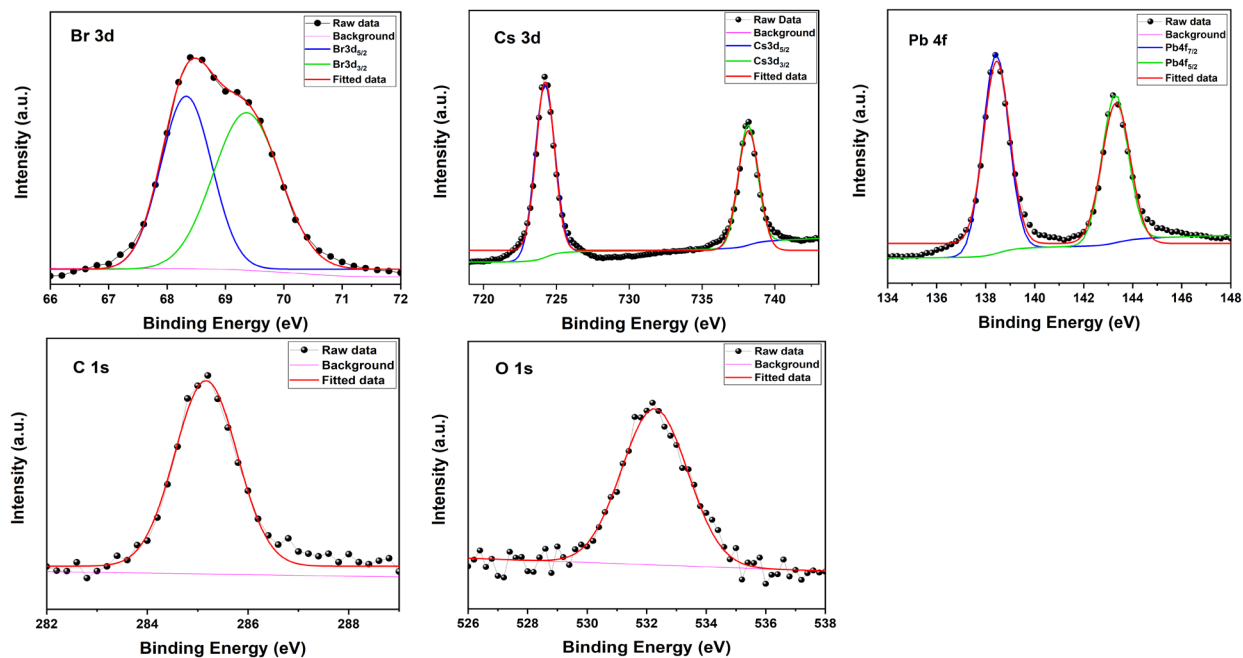 Br 3d
Raw data
Background
Br3d5/2
Br3d3/2
Fitted data
Intensity (a.u.)
66 67 68 69 70 71 72
Binding Energy (eV)
Cs 3d
Raw Data
Background
Cs3d5/2
Cs3d3/2
Fitted data
Intensity (a.u.)
720 725 730 735 740
Binding Energy (eV)
Pb 4f
Raw data
Background
Pb4f7/2
Pb4f5/2
Fitted data
Intensity (a.u.)
134 136 138 140 142 144 146 148
Binding Energy (eV)
C 1s
Raw data
Background
Fitted data
Intensity (a.u.)
282 284 286 288
Binding Energy (eV)
O 1s
Raw data
Background
Fitted data
Intensity (a.u.)
526 528 530 532 534 536 538
Binding Energy (eV)